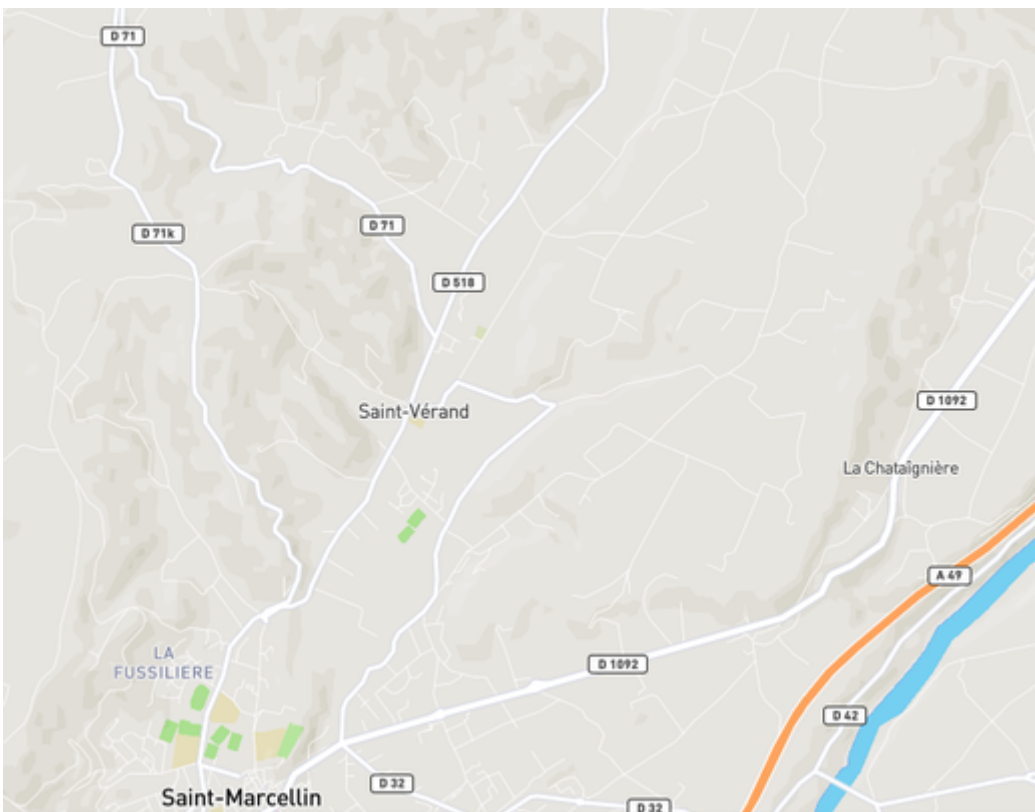 D 71
D 71k
D 71
D 518
D 1092
Saint-Vérand
La Chataîgnière
A 49
LA
FUSSILIERE
D 1092
D 42
D 32
Saint-Marcellin
D 32